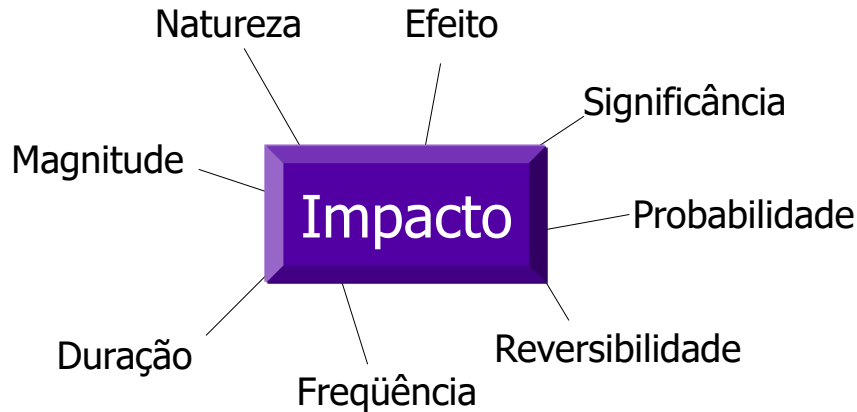 Natureza
Efeito
Significância
Magnitude
Impacto
Probabilidade
Duração
Reversibilidade
Freqüência